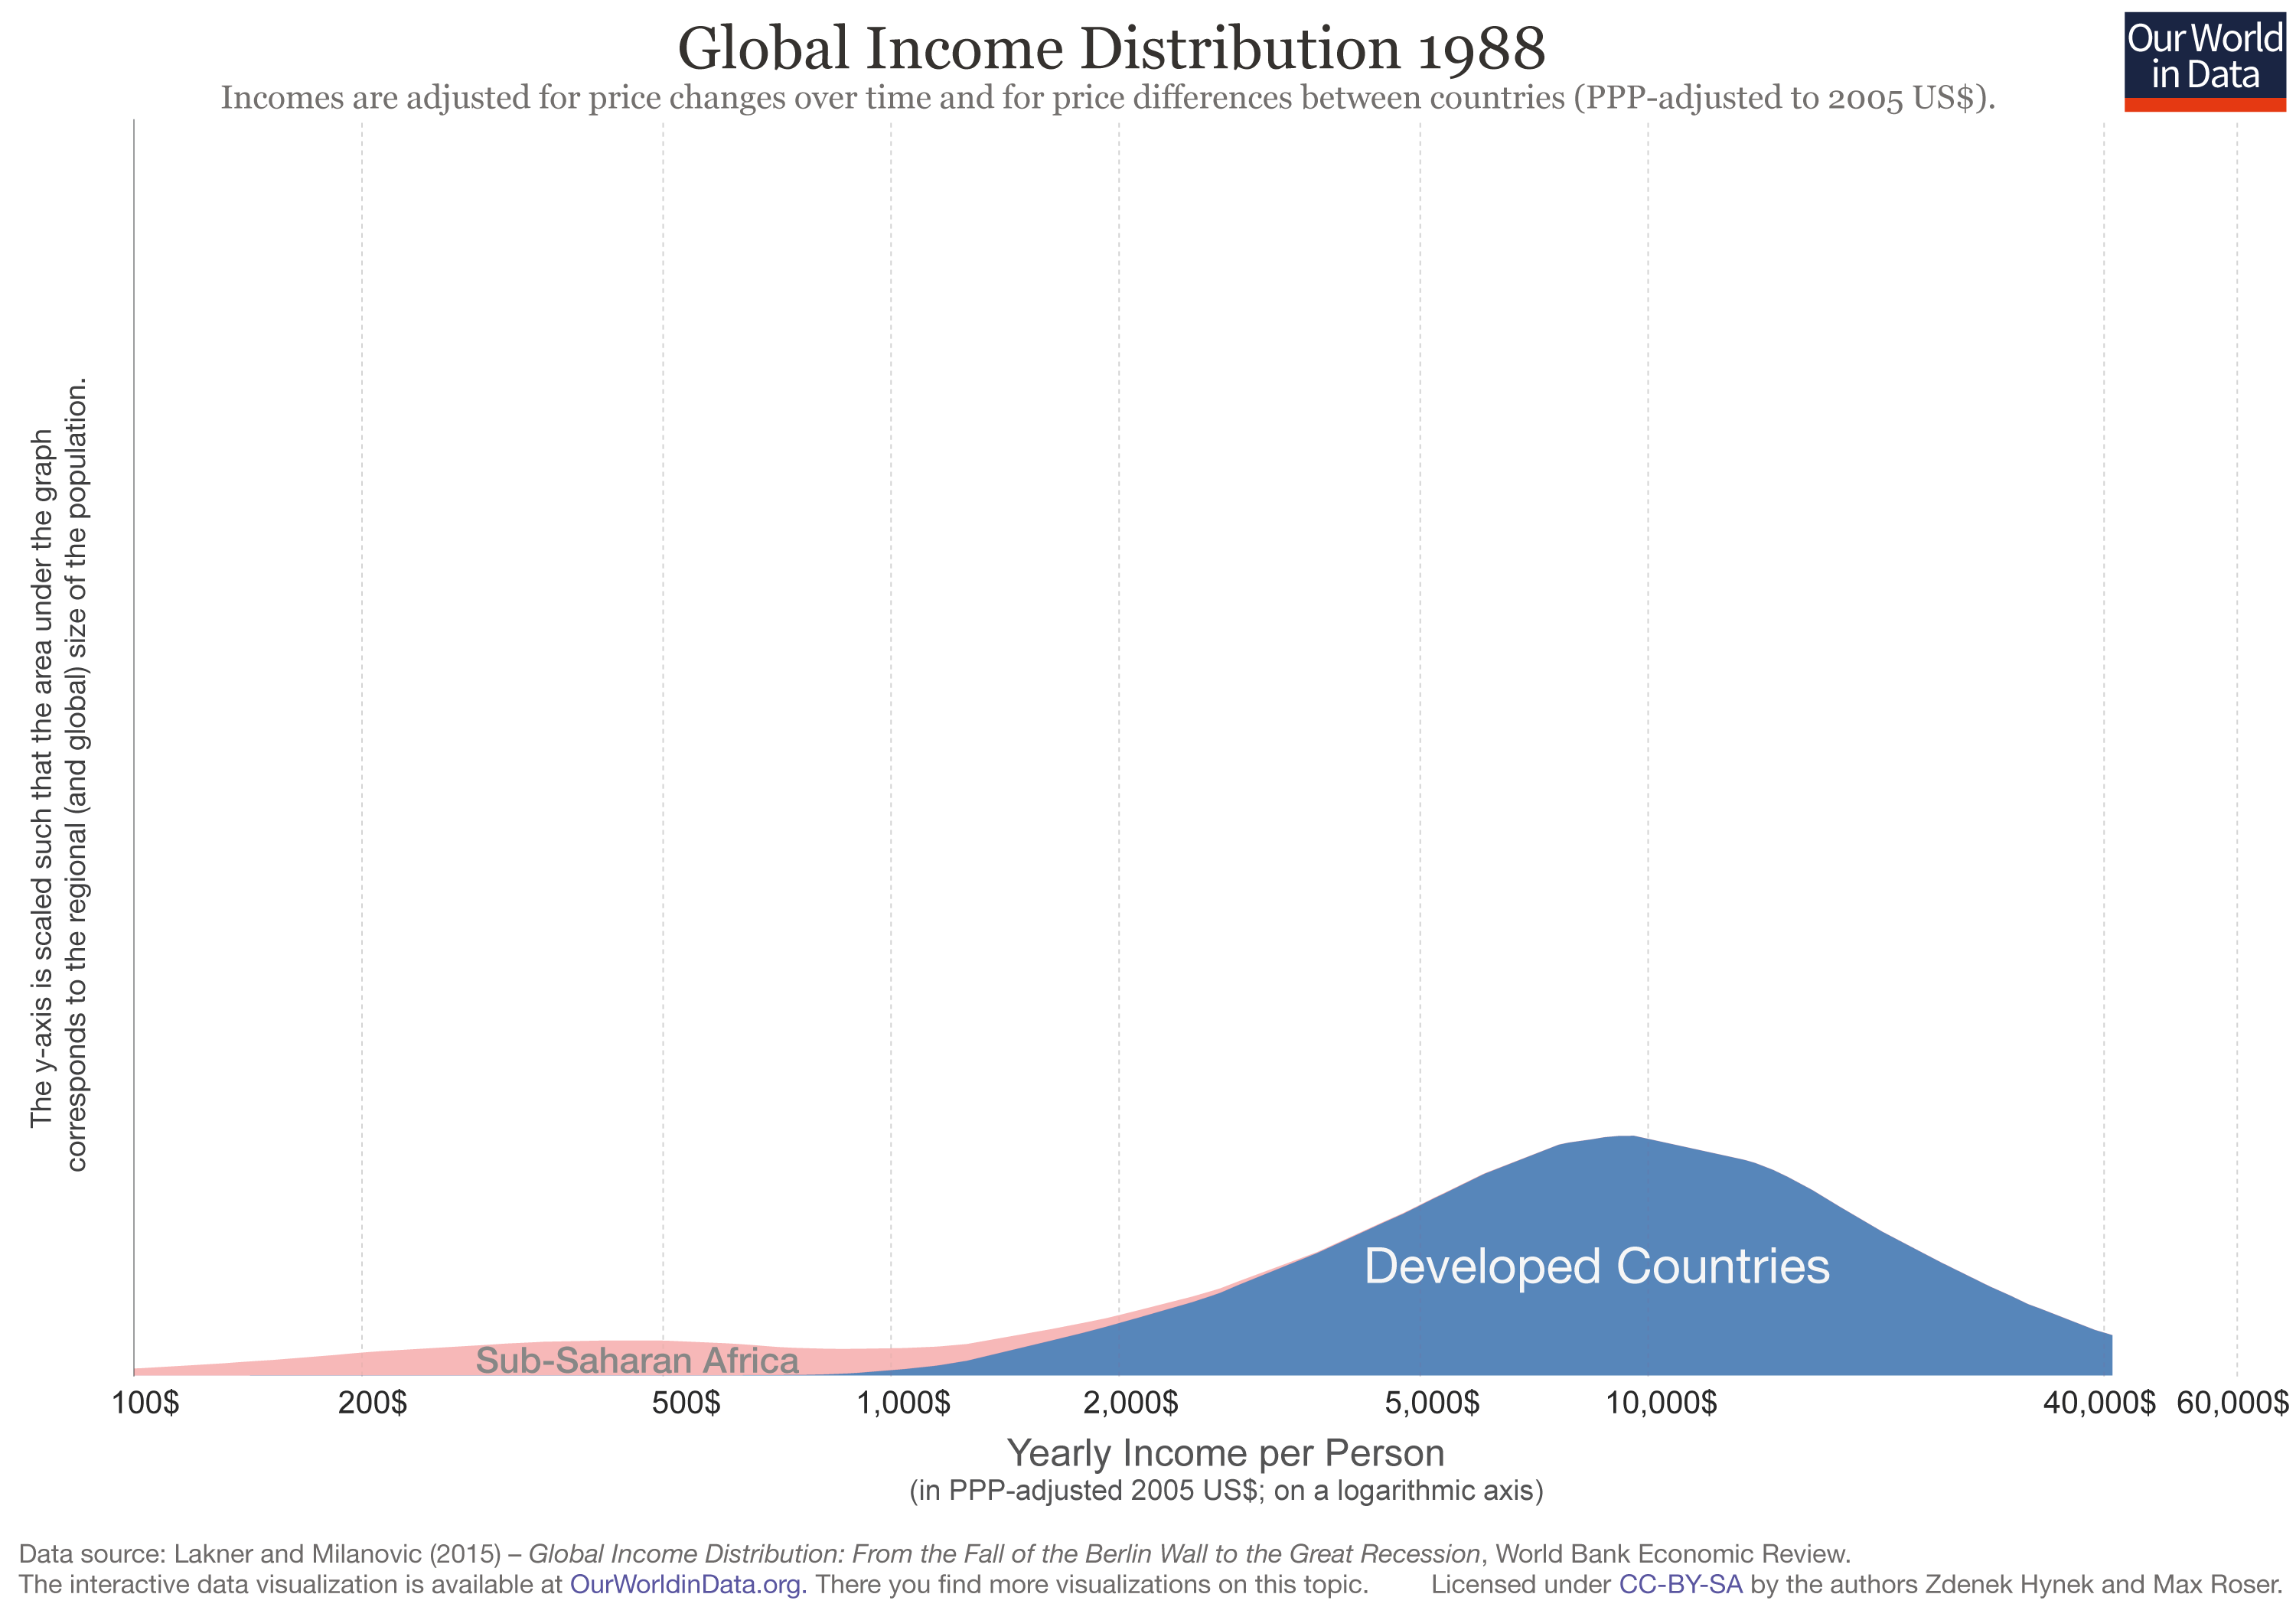 Global Income Distribution 1988
Incomes are adjusted for price changes over time and for price differences between countries (PPP-adjusted to 2005 US$).
Our World
in Data
The y-axis is scaled such that the area under the graph
corresponds to the regional (and global) size of the population.
Developed Countries
Sub-Saharan Africa
100$ 200$ 500$ 1,000$ 2,000$ 5,000$ 10,000$ 40,000$ 60,000$
Yearly Income per Person
(in PPP-adjusted 2005 US$; on a logarithmic axis)
Data source: Lakner and Milanovic (2015) – Global Income Distribution: From the Fall of the Berlin Wall to the Great Recession, World Bank Economic Review.
The interactive data visualization is available at OurWorldinData.org. There you find more visualizations on this topic. Licensed under CC-BY-SA by the authors Zdenek Hynek and Max Roser.